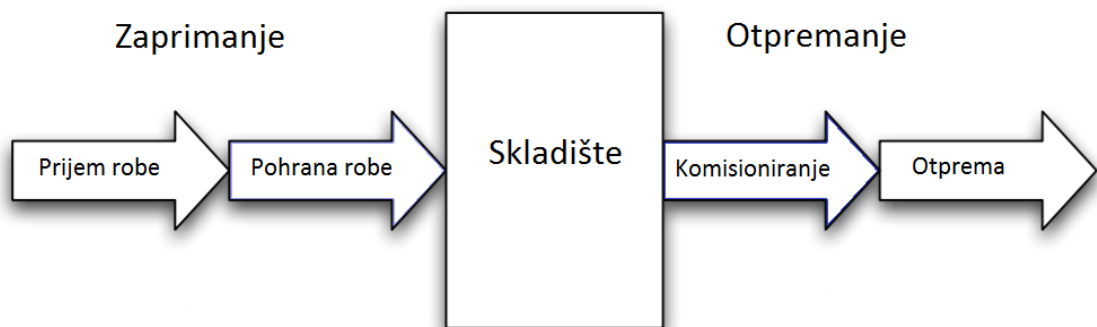 Zaprimanje
Otpremanje
Prijem robe
Pohrana robe
Skladište
Komisioniranje
Otprema